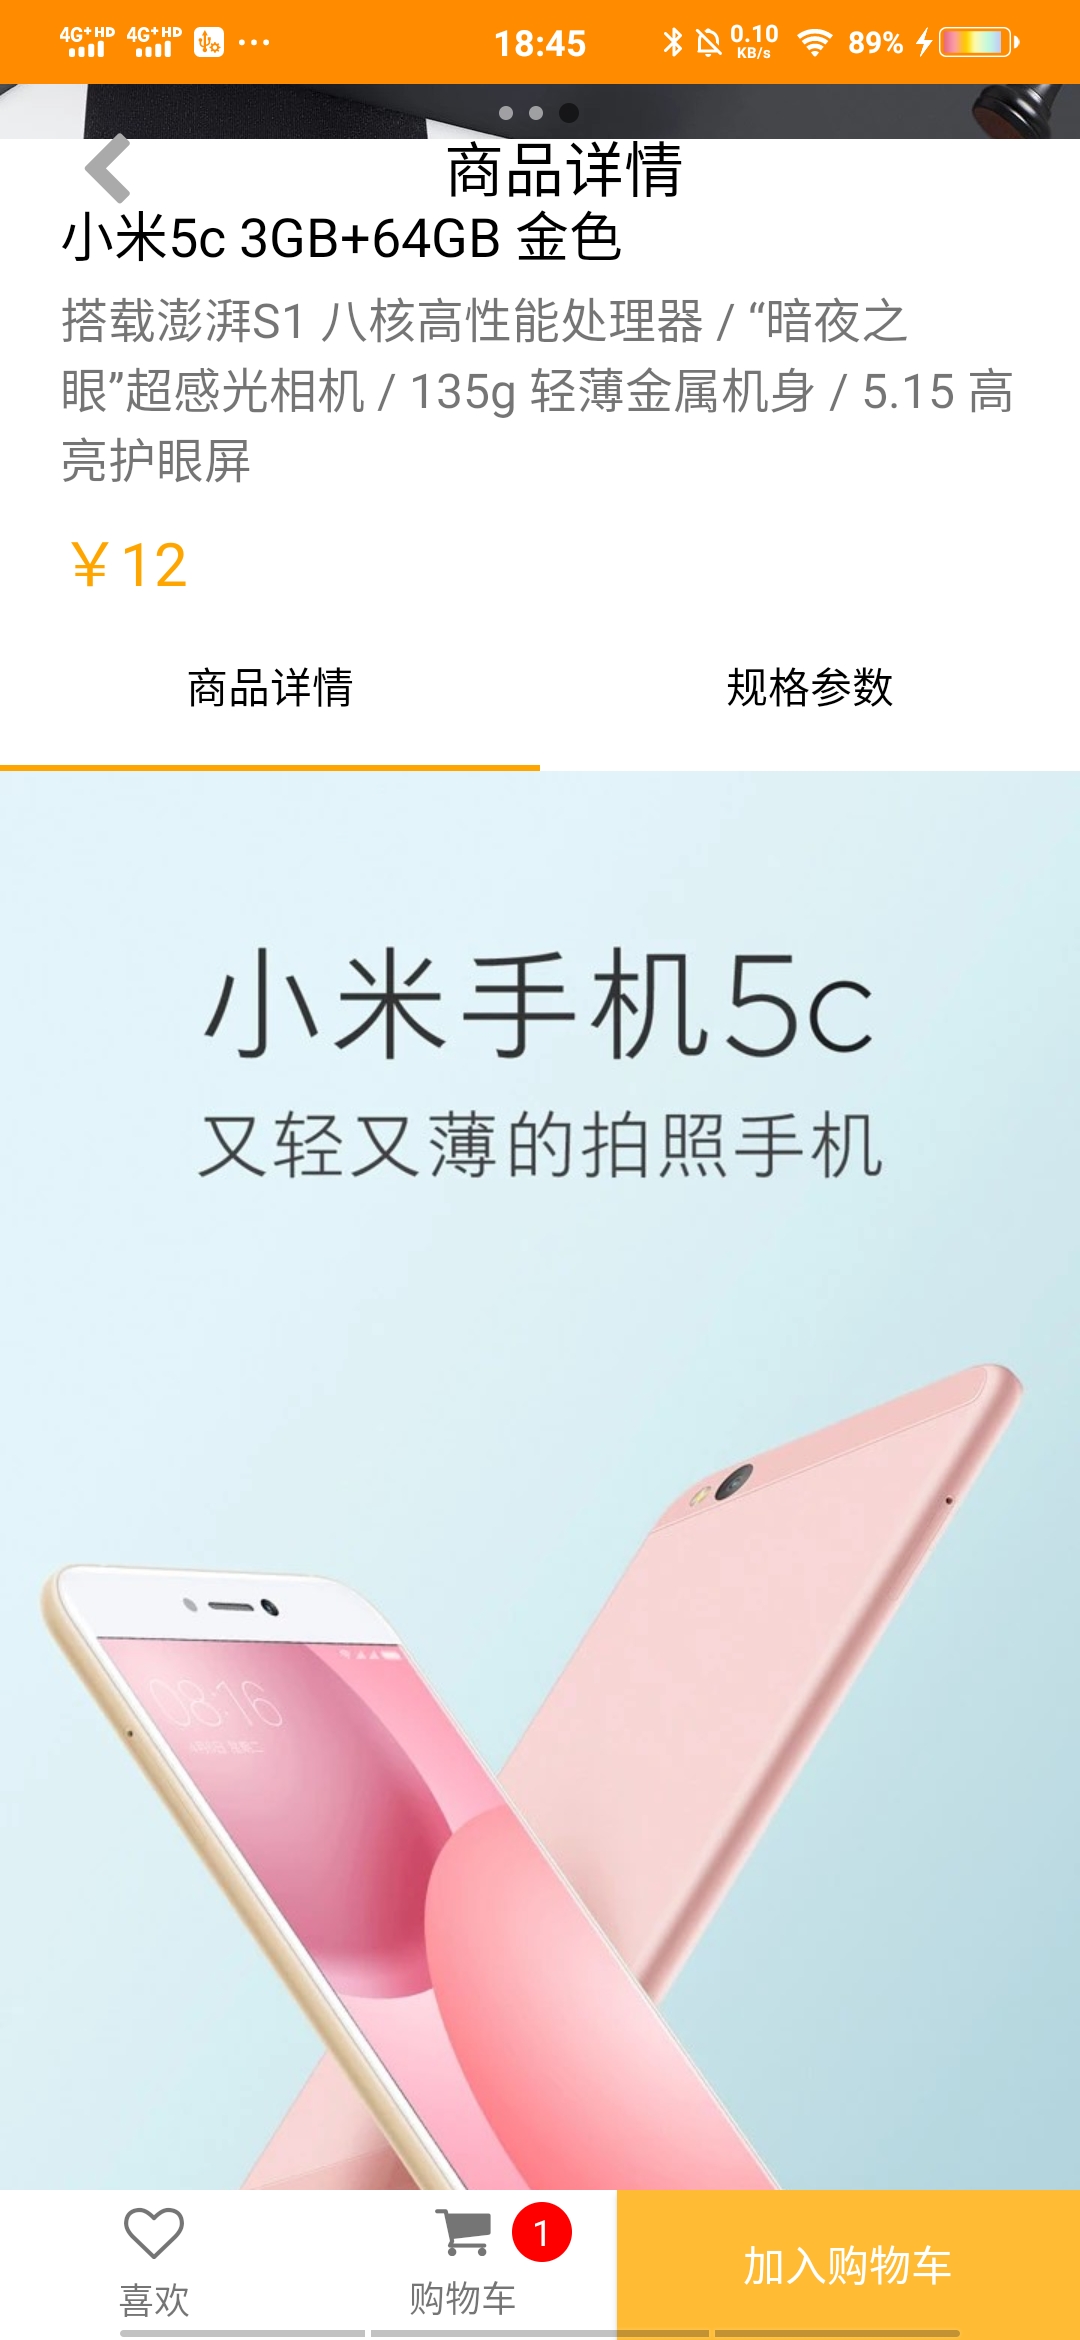 4G+ HD 4G+ HD 18:45 0.10 KB/s 89%
商品详情
小米5c 3GB+64GB 金色
搭载澎湃S1 八核高性能处理器 / “暗夜之
眼”超感光相机 / 135g 轻薄金属机身 / 5.15 高
亮护眼屏
￥12
商品详情 规格参数
小米手机5c
又轻又薄的拍照手机
08:16
1
喜欢 购物车 加入购物车